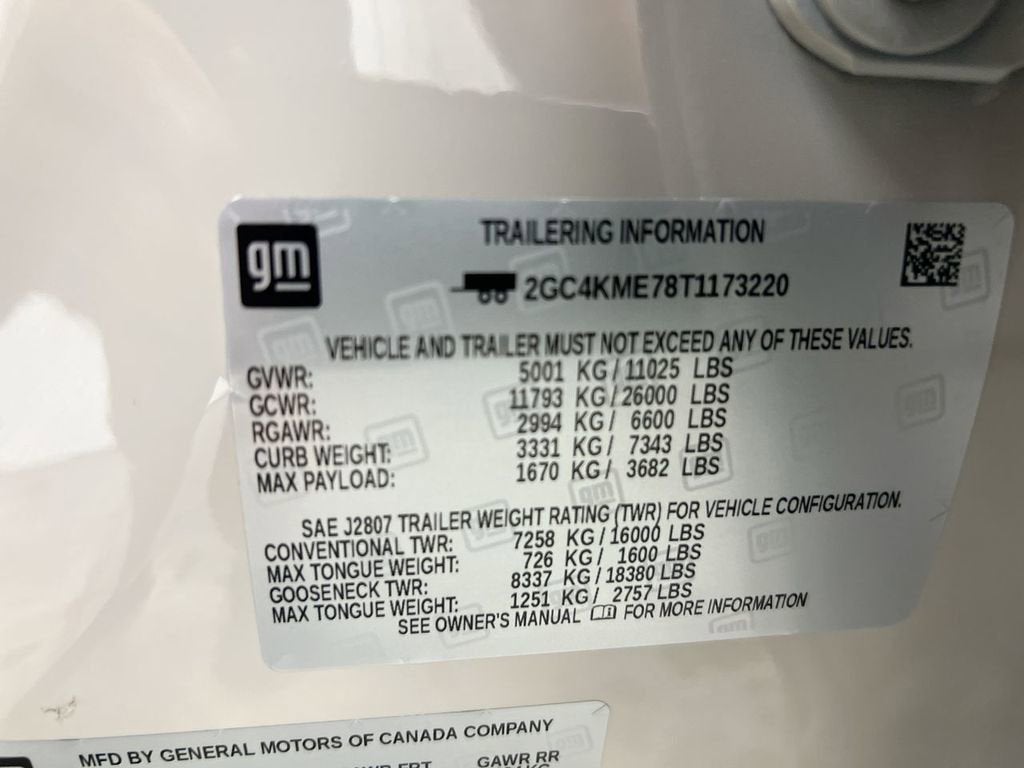 gm
TRAILERING INFORMATION
2GC4KME78T1173220
VEHICLE AND TRAILER MUST NOT EXCEED ANY OF THESE VALUES.
GVWR: 5001 KG / 11025 LBS
GCWR: 11793 KG / 26000 LBS
RGAWR: 2994 KG / 6600 LBS
CURB WEIGHT: 3331 KG / 7343 LBS
MAX PAYLOAD: 1670 KG / 3682 LBS
SAE J2807 TRAILER WEIGHT RATING (TWR) FOR VEHICLE CONFIGURATION.
CONVENTIONAL TWR: 7258 KG / 16000 LBS
MAX TONGUE WEIGHT: 726 KG / 1600 LBS
GOOSENECK TWR: 8337 KG / 18380 LBS
MAX TONGUE WEIGHT: 1251 KG / 2757 LBS
SEE OWNER'S MANUAL FOR MORE INFORMATION
MFD BY GENERAL MOTORS OF CANADA COMPANY
GAWR RR